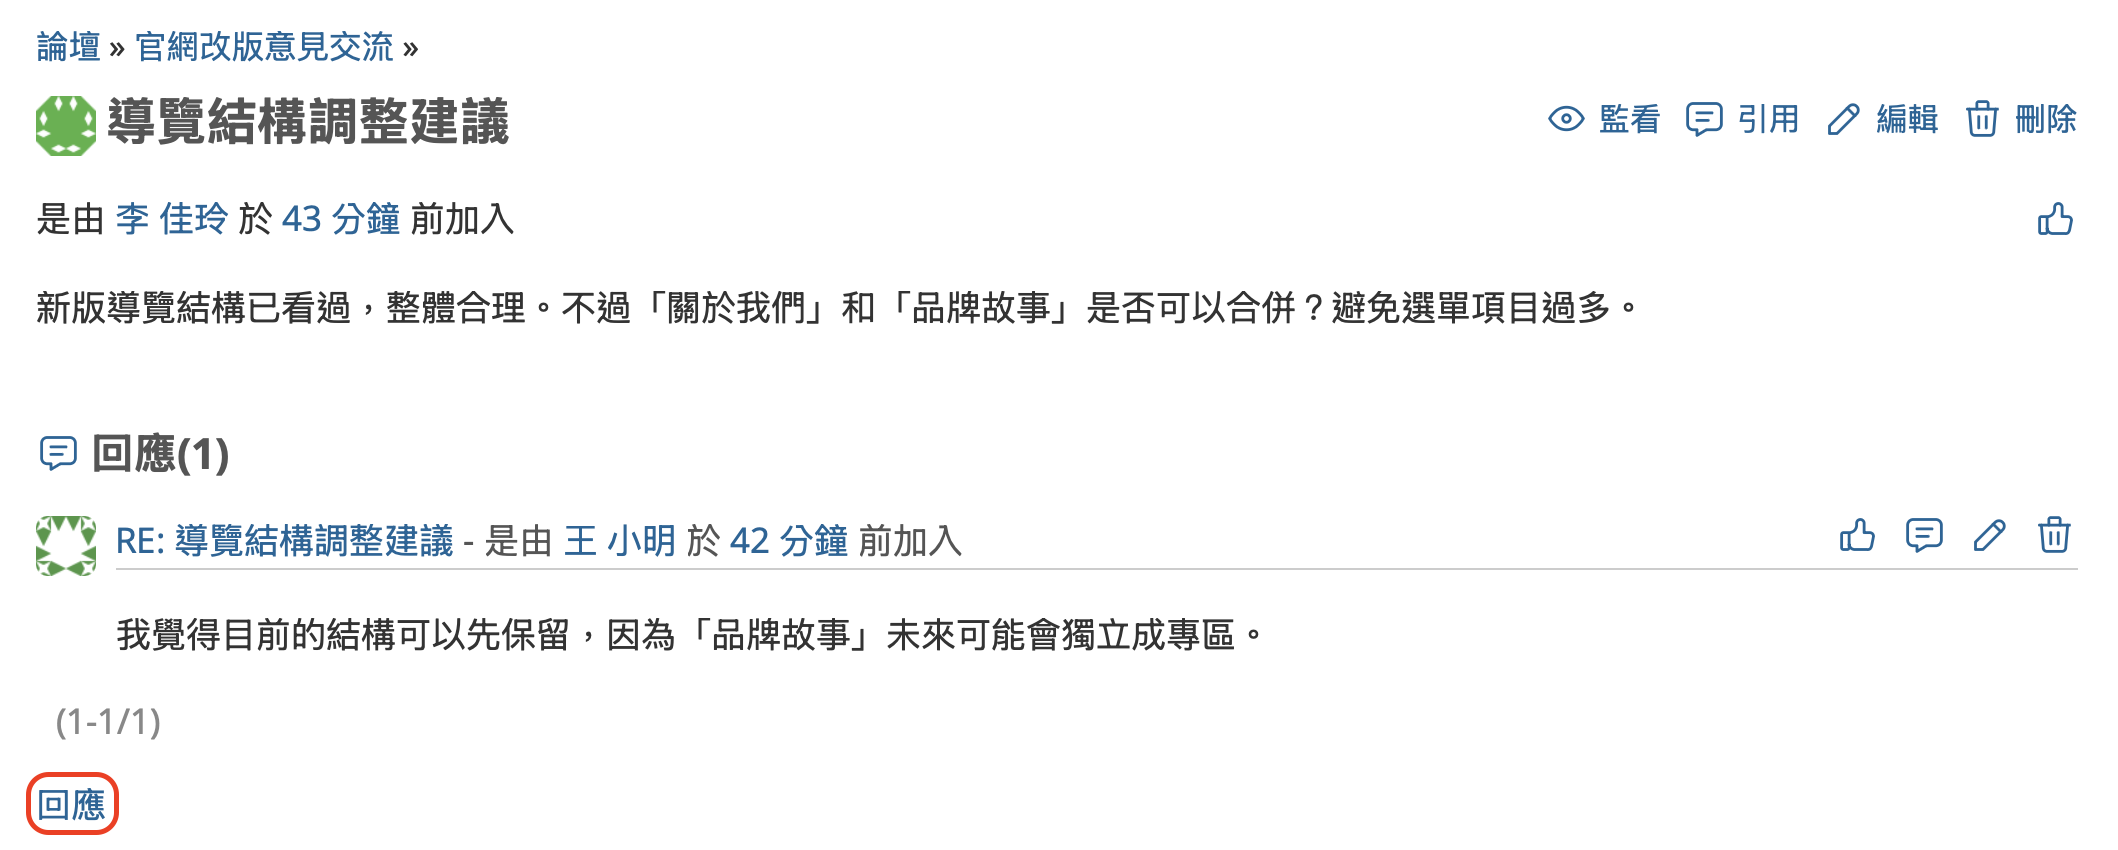 論壇 » 官網改版意見交流 »
導覽結構調整建議
監看 引用 編輯 刪除
是由 李 佳玲 於 43 分鐘 前加入
新版導覽結構已看過，整體合理。不過「關於我們」和「品牌故事」是否可以合併？避免選單項目過多。
回應(1)
RE: 導覽結構調整建議 - 是由 王 小明 於 42 分鐘 前加入
我覺得目前的結構可以先保留，因為「品牌故事」未來可能會獨立成專區。
(1-1/1)
回應